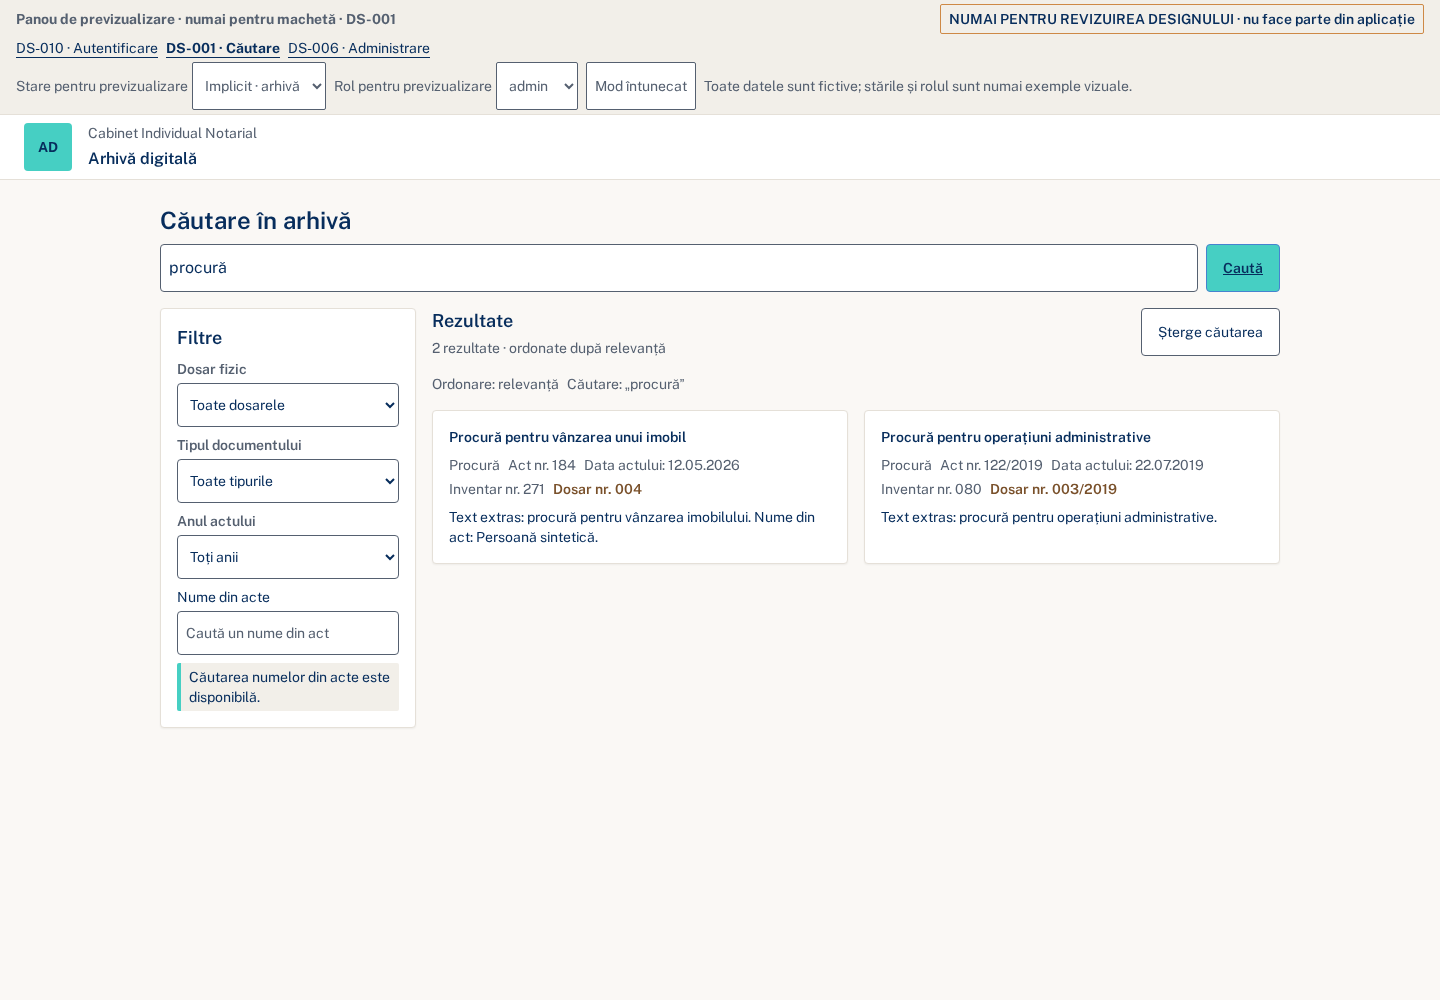 Panou de previzualizare · numai pentru machetă · DS-001
NUMAI PENTRU REVIZUIREA DESIGNULUI · nu face parte din aplicație
DS-010 · Autentificare DS-001 · Căutare DS-006 · Administrare
Stare pentru previzualizare Implicit · arhivă Rol pentru previzualizare admin Mod întunecat Toate datele sunt fictive; stările și rolul sunt numai exemple vizuale.
AD
Cabinet Individual Notarial
Arhivă digitală
Căutare în arhivă
procură
Caută
Filtre
Dosar fizic
Toate dosarele
Tipul documentului
Toate tipurile
Anul actului
Toți anii
Nume din acte
Caută un nume din act
Căutarea numelor din acte este
disponibilă.
Rezultate
2 rezultate · ordonate după relevanță
Șterge căutarea
Ordonare: relevanță Căutare: „procură”
Procură pentru vânzarea unui imobil
Procură Act nr. 184 Data actului: 12.05.2026
Inventar nr. 271 Dosar nr. 004
Text extras: procură pentru vânzarea imobilului. Nume din
act: Persoană sintetică.
Procură pentru operațiuni administrative
Procură Act nr. 122/2019 Data actului: 22.07.2019
Inventar nr. 080 Dosar nr. 003/2019
Text extras: procură pentru operațiuni administrative.